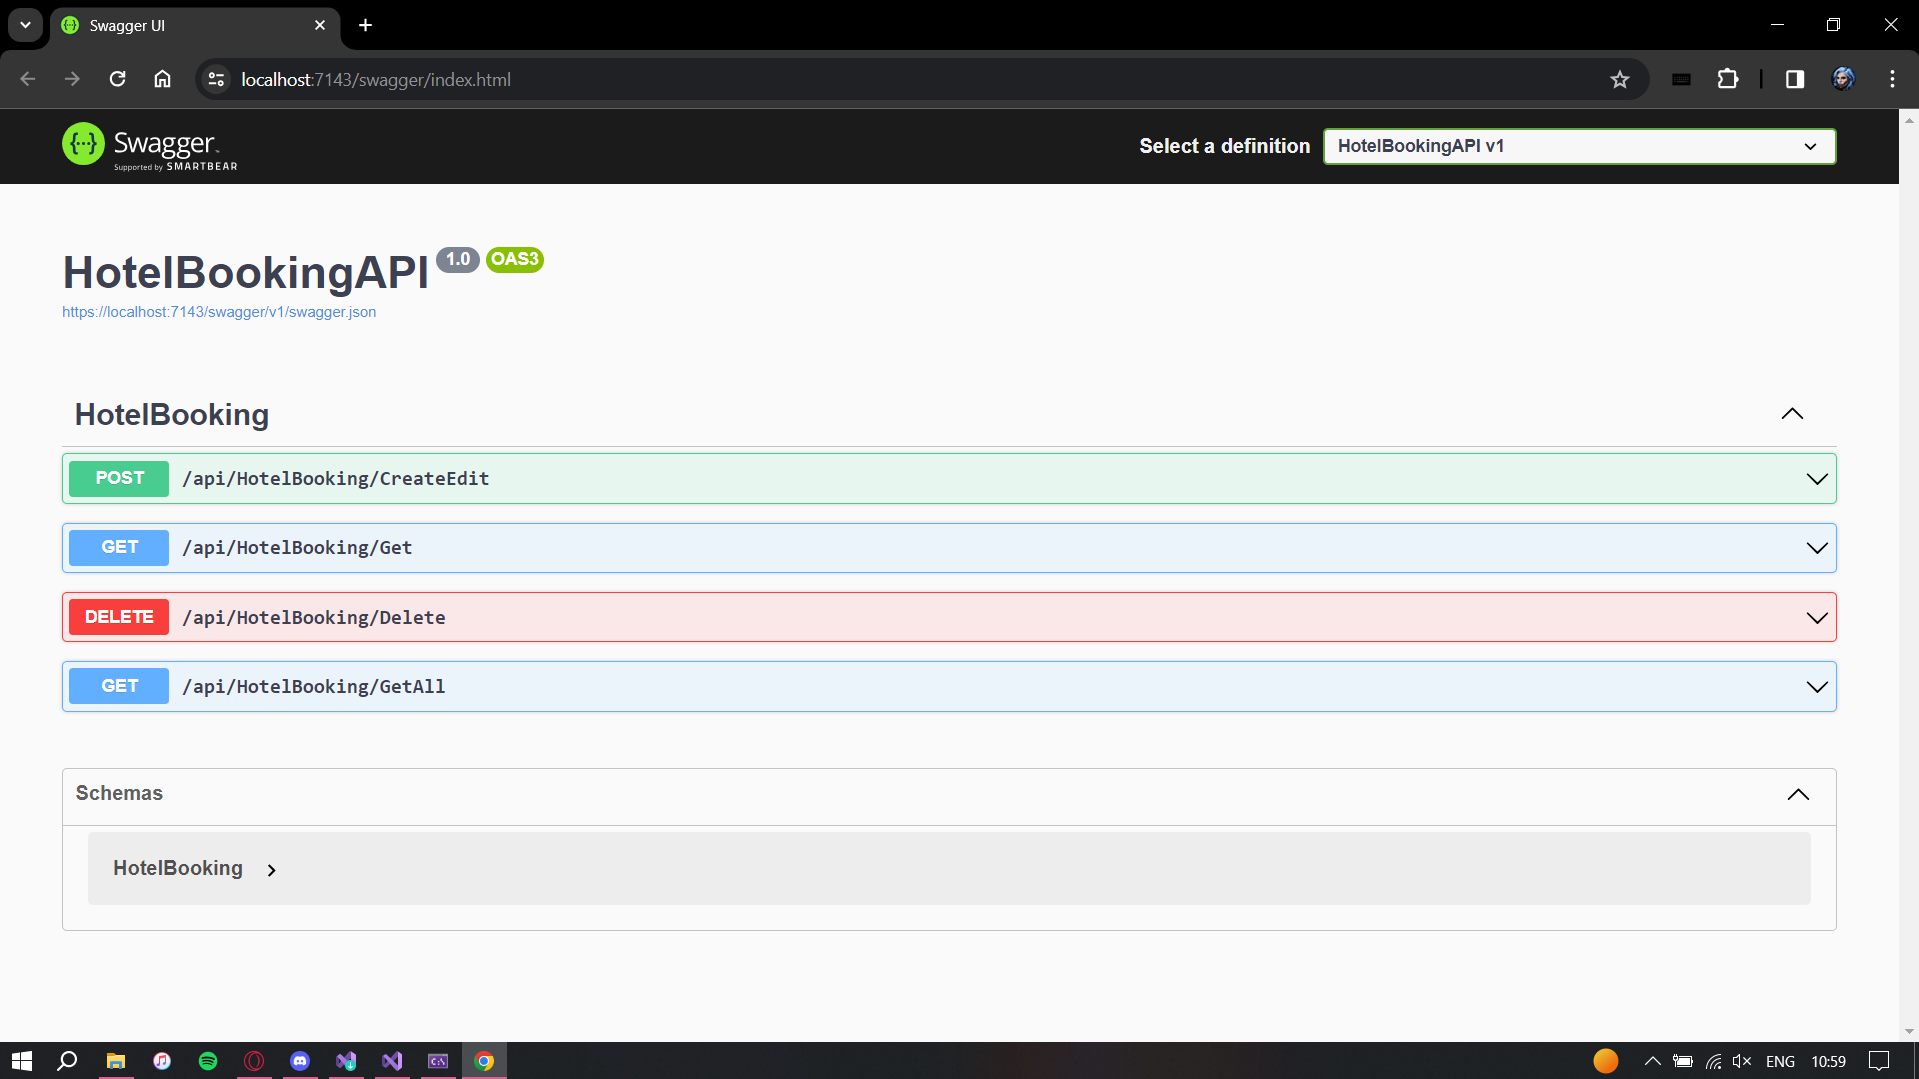 Swagger UI
localhost:7143/swagger/index.html
Swagger
Supported by SMARTBEAR
Select a definition
HotelBookingAPI v1
HotelBookingAPI 1.0 OAS3
https://localhost:7143/swagger/v1/swagger.json
HotelBooking
POST /api/HotelBooking/CreateEdit
GET /api/HotelBooking/Get
DELETE /api/HotelBooking/Delete
GET /api/HotelBooking/GetAll
Schemas
HotelBooking
C:\
ENG 10:59